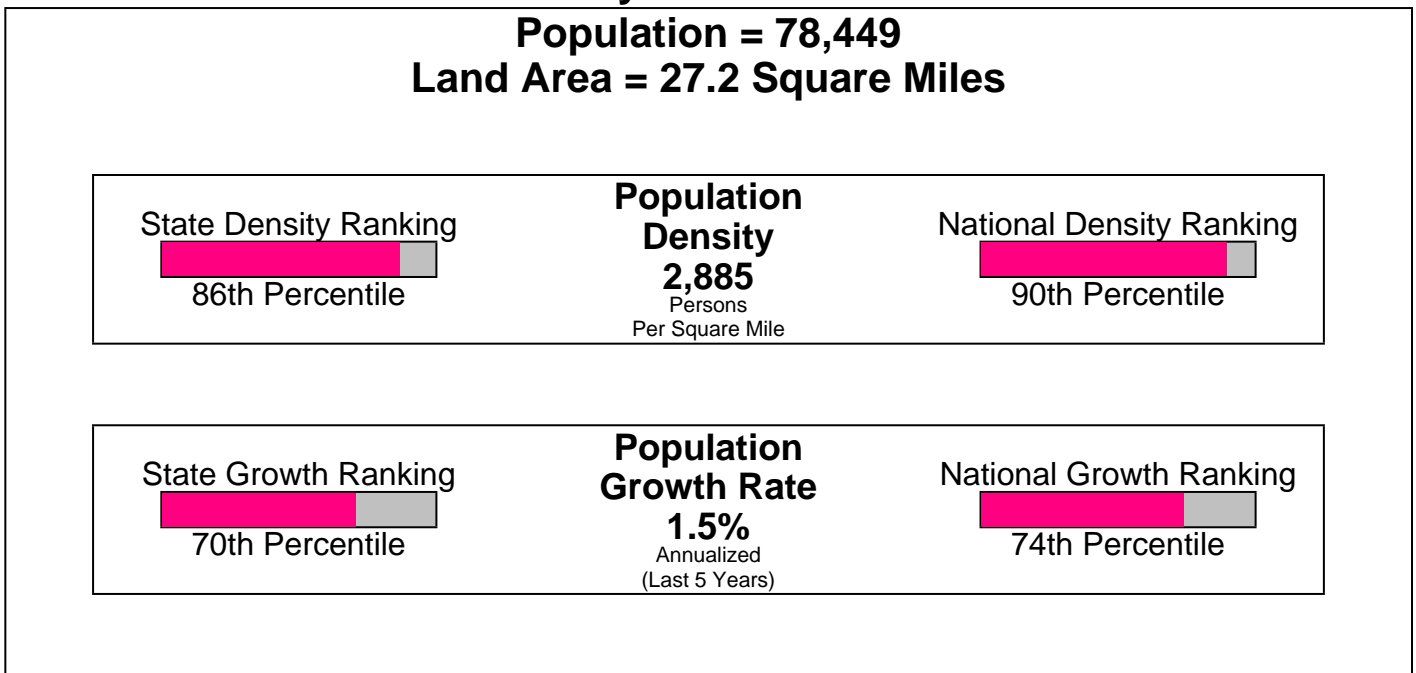 Population = 78,449
Land Area = 27.2 Square Miles
State Density Ranking
86th Percentile
Population
Density
2,885
Persons
Per Square Mile
National Density Ranking
90th Percentile
State Growth Ranking
70th Percentile
Population
Growth Rate
1.5%
Annualized
(Last 5 Years)
National Growth Ranking
74th Percentile